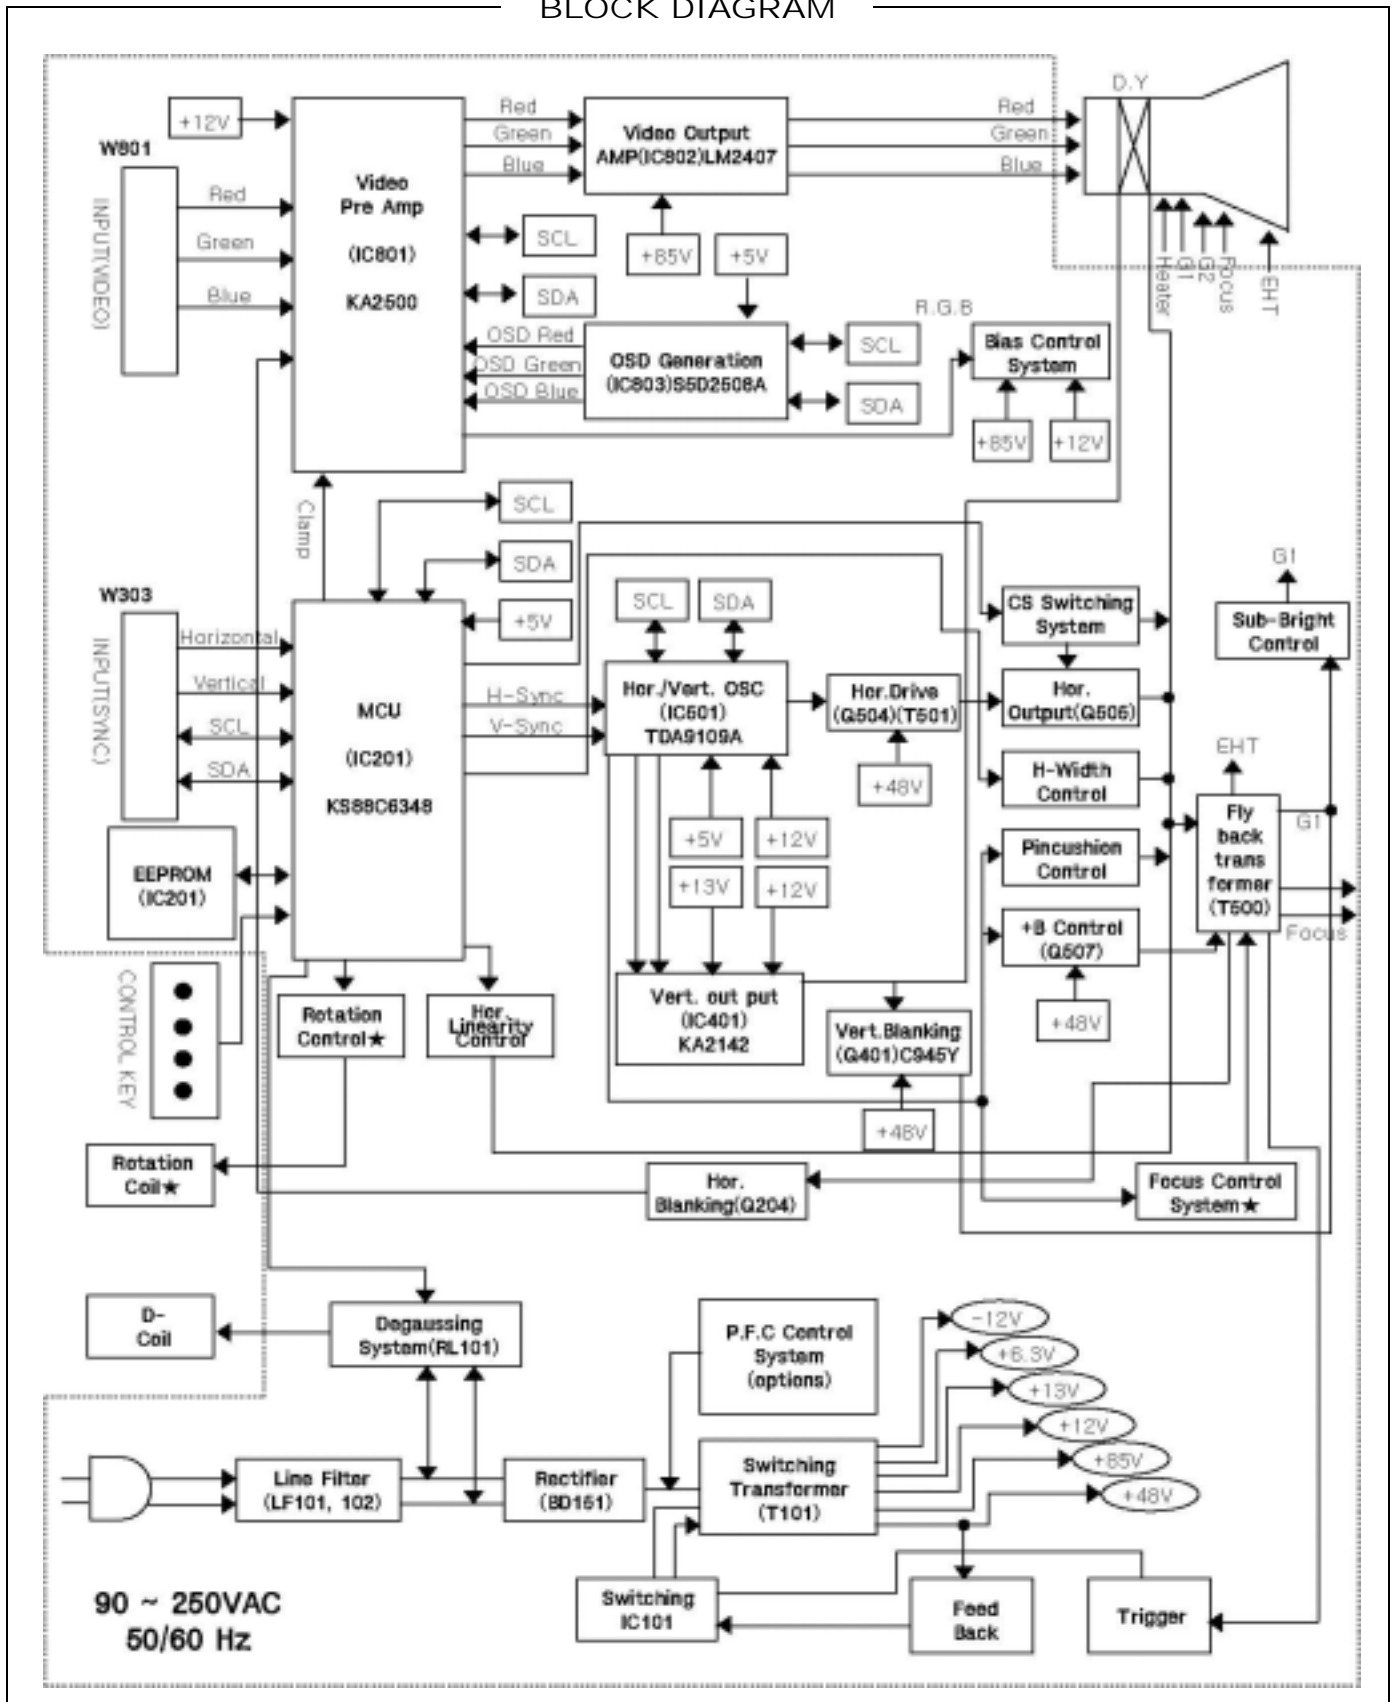 BLOCK DIAGRAM
D.Y
+12V
W801
INPUT(VIDEO)
Red
Green
Blue
Video
Pre Amp
(IC801)
KA2500
Red
Green
Blue
Video Output
AMP(IC802)LM2407
Red
Green
Blue
SCL
SDA
+85V
+5V
Heater
G1
G2
Focus
EHT
OSD Red
OSD Green
OSD Blue
OSD Generation
(IC803)S5D2508A
SCL
SDA
R.G.B
Bias Control
System
+85V
+12V
Clamp
SCL
SDA
+5V
W303
INPUT(SYNC)
Horizontal
Vertical
SCL
SDA
MCU
(IC201)
KS88C6348
H-Sync
V-Sync
SCL
SDA
Hor./Vert. OSC
(IC501)
TDA9109A
Hor.Drive
(Q504)(T501)
+48V
CS Switching
System
Hor.
Output(Q505)
H-Width
Control
Pincushion
Control
+B Control
(Q507)
+48V
G1
Sub-Bright
Control
EHT
Fly
back
trans
former
(T500)
G1
Focus
+5V
+12V
+13V
+12V
EEPROM
(IC201)
CONTROL KEY
Rotation
Control★
Hor.
Linearity
Control
Vert. out put
(IC401)
KA2142
Vert.Blanking
(Q401)C945Y
+48V
Rotation
Coil★
Hor.
Blanking(Q204)
Focus Control
System★
D-
Coil
Degaussing
System(RL101)
P.F.C Control
System
(options)
-12V
+6.3V
+13V
+12V
+85V
+48V
Line Filter
(LF101, 102)
Rectifier
(BD151)
Switching
Transformer
(T101)
Switching
IC101
Feed
Back
Trigger
90 ~ 250VAC
50/60 Hz